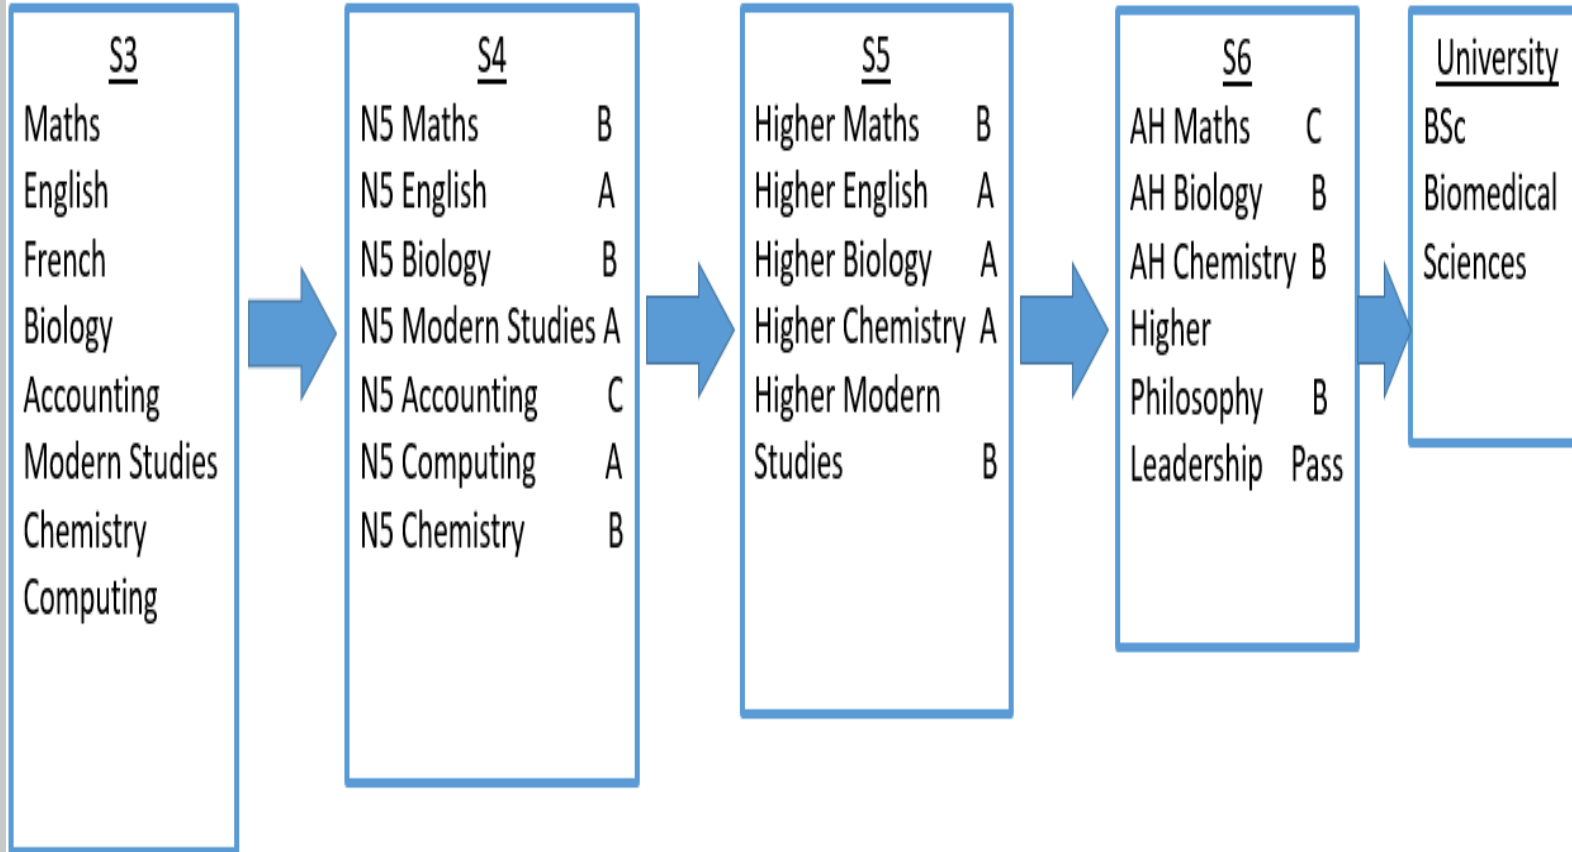 S3
Maths
English
French
Biology
Accounting
Modern Studies
Chemistry
Computing
S4
N5 Maths B
N5 English A
N5 Biology B
N5 Modern Studies A
N5 Accounting C
N5 Computing A
N5 Chemistry B
S5
Higher Maths B
Higher English A
Higher Biology A
Higher Chemistry A
Higher Modern
Studies B
S6
AH Maths C
AH Biology B
AH Chemistry B
Higher
Philosophy B
Leadership Pass
University
BSc
Biomedical
Sciences